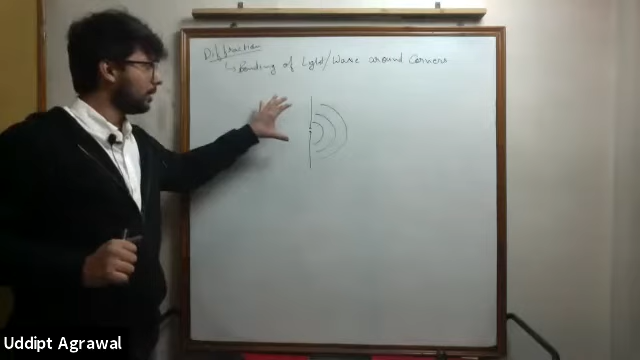 Diffraction
↳ Bending of Light/Wave around Corners
Uddipt Agrawal